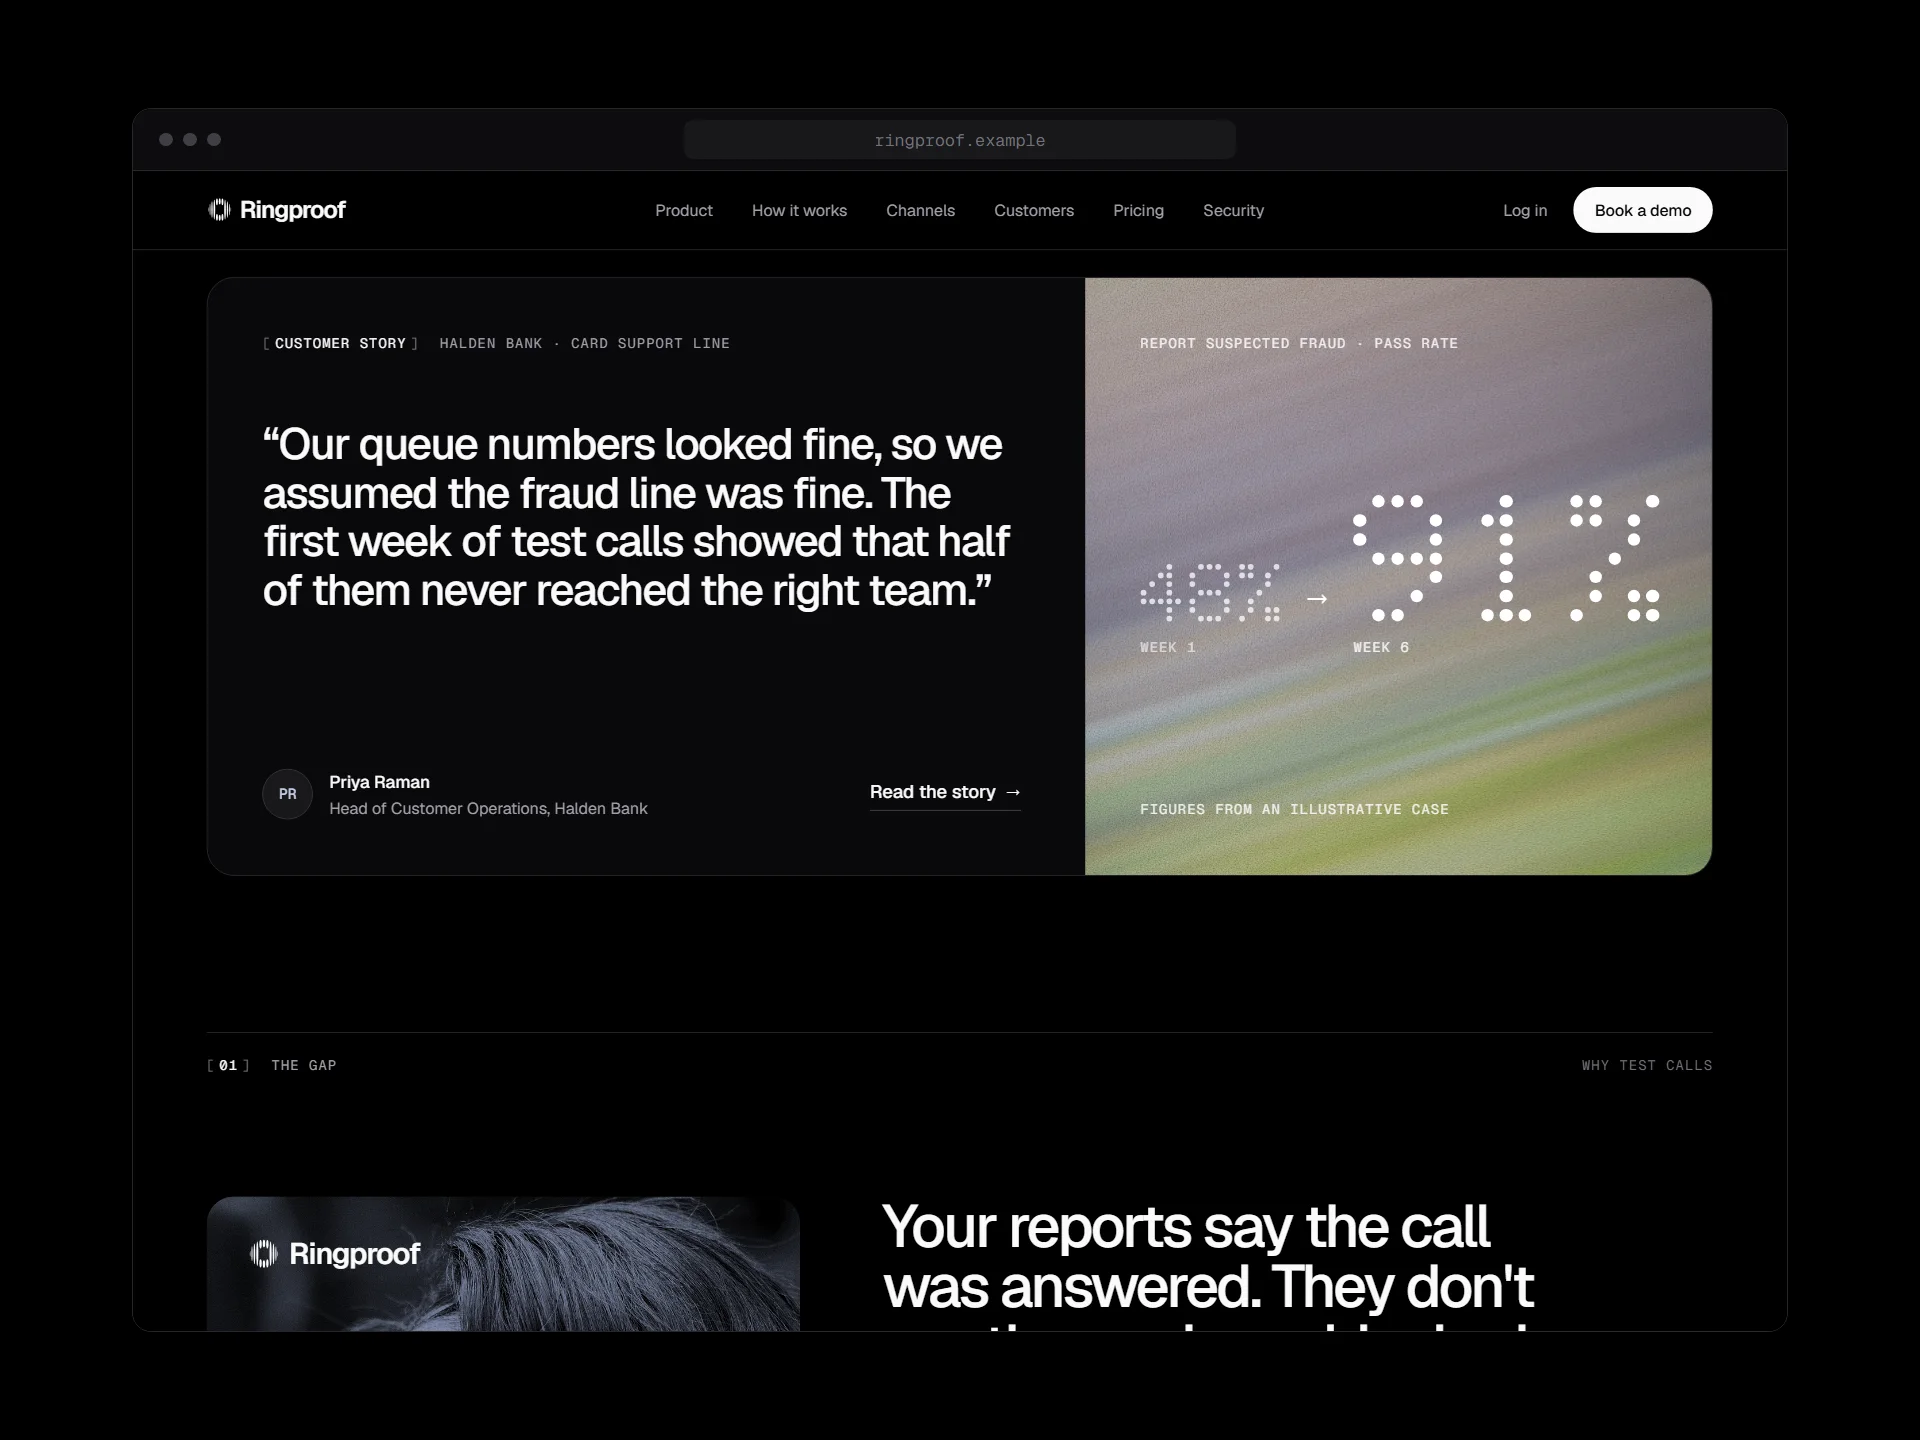 ringproof.example
Ringproof
Product
How it works
Channels
Customers
Pricing
Security
Log in
Book a demo
[ CUSTOMER STORY ] HALDEN BANK · CARD SUPPORT LINE
“Our queue numbers looked fine, so we
assumed the fraud line was fine. The
first week of test calls showed that half
of them never reached the right team.”
PR
Priya Raman
Head of Customer Operations, Halden Bank
Read the story →
REPORT SUSPECTED FRAUD · PASS RATE
48% → 91%
WEEK 1
WEEK 6
FIGURES FROM AN ILLUSTRATIVE CASE
[ 01 ] THE GAP
WHY TEST CALLS
Ringproof
Your reports say the call
was answered. They don't